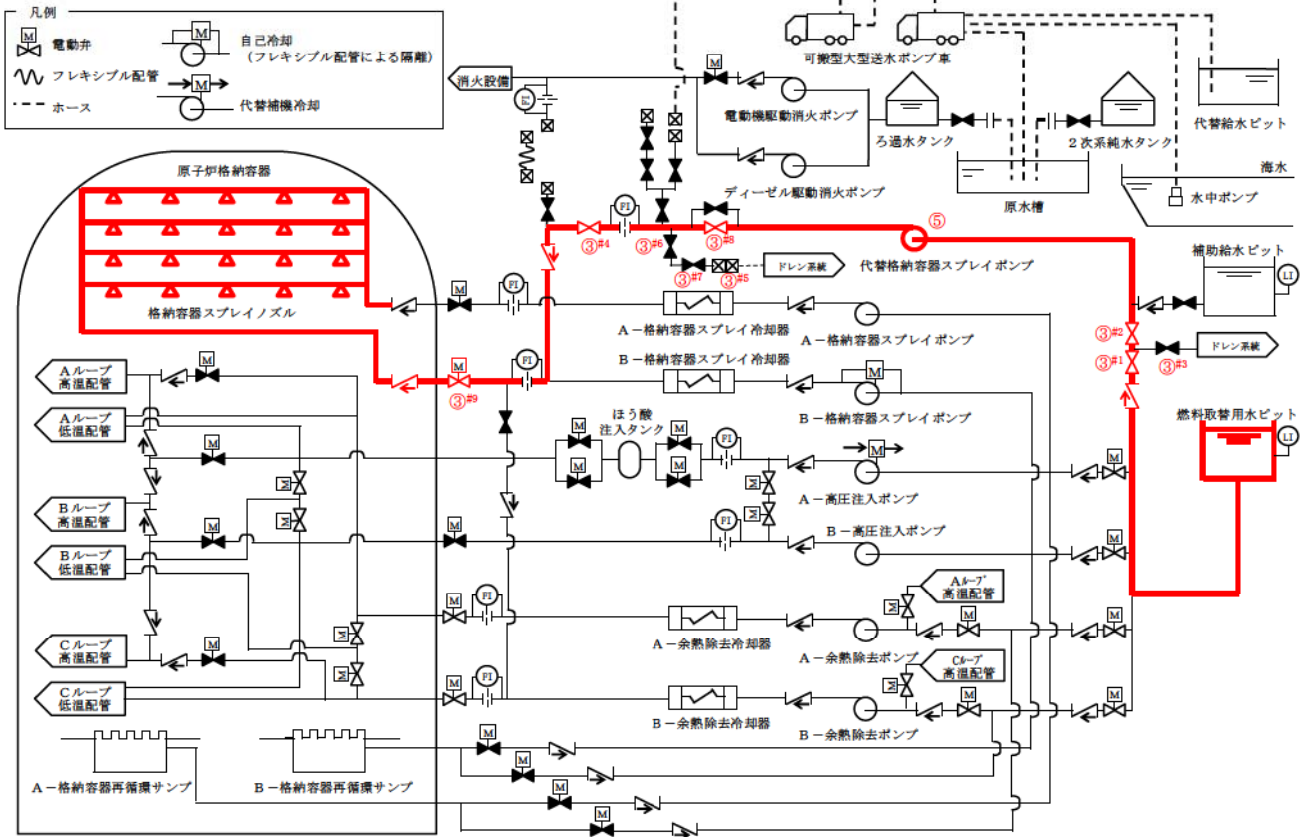 凡例
M
電動弁
フレキシブル配管
ホース
M
自己冷却
(フレキシブル配管による隔離)
M
代替補機冷却
可搬型大型送水ポンプ車
消火設備
FI
M
電動機駆動消火ポンプ
ディーゼル駆動消火ポンプ
ろ過水タンク
2次系純水タンク
原水槽
代替給水ピット
海水
水中ポンプ
原子炉格納容器
格納容器スプレイノズル
FI
③#4
③#6
③#8
⑤
代替格納容器スプレイポンプ
③#7
③#5
ドレン系統
補助給水ピット
LI
③#2
③#1
③#3
ドレン系統
燃料取替用水ピット
LI
M
FI
A-格納容器スプレイ冷却器
A-格納容器スプレイポンプ
B-格納容器スプレイ冷却器
M
FI
③#9
M
B-格納容器スプレイポンプ
Aループ
高温配管
M
Aループ
低温配管
M
ほう酸
注入タンク
M
M
M
M
FI
M
A-高圧注入ポンプ
M
M
M
M
Bループ
高温配管
M
M
M
FI
B-高圧注入ポンプ
M
Bループ
低温配管
M
FI
A-余熱除去冷却器
A-余熱除去ポンプ
Aループ
高温配管
M
M
M
M
Cループ
高温配管
M
M
Cループ
低温配管
M
FI
B-余熱除去冷却器
B-余熱除去ポンプ
Cループ
高温配管
M
M
M
A-格納容器再循環サンプ
B-格納容器再循環サンプ
M
M
M
M